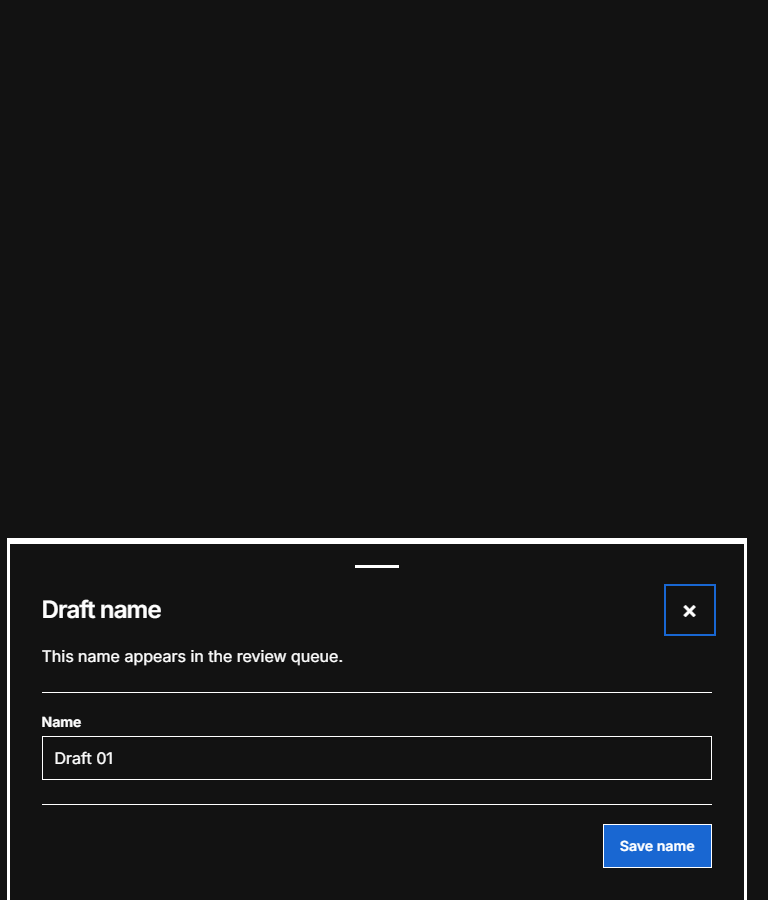 Draft name
×
This name appears in the review queue.
Name
Draft 01
Save name